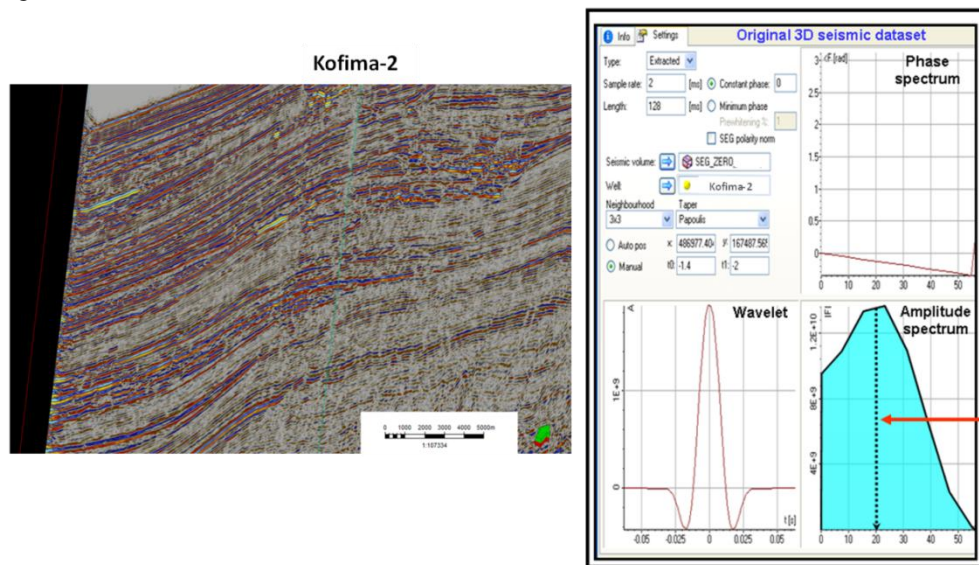 Kofima-2
0 1000 2000 3000 4000 5000m
1:107334
Info Settings Original 3D seismic dataset
Type: Extracted
Sample rate: 2 [ms] Constant phase: 0
Length: 128 [ms] Minimum phase
Prewhitening %: 1
SEG polarity norm
Seismic volume: SEG_ZERO_
Well: Kofima-2
Neighbourhood Taper
3x3 Papoulis
Auto pos x: 486977.40 y: 167487.56
Manual t0: -1.4 t1: -2
Phase spectrum
3 <F [rad]
2.5
2
1.5
1
0.5
0
0 10 20 30 40 50
Wavelet
A
1E+9
0
-0.05 -0.025 0 0.025 0.05
t [s]
Amplitude spectrum
|F|
1.2E+10
8E+9
4E+9
0 10 20 30 40 50